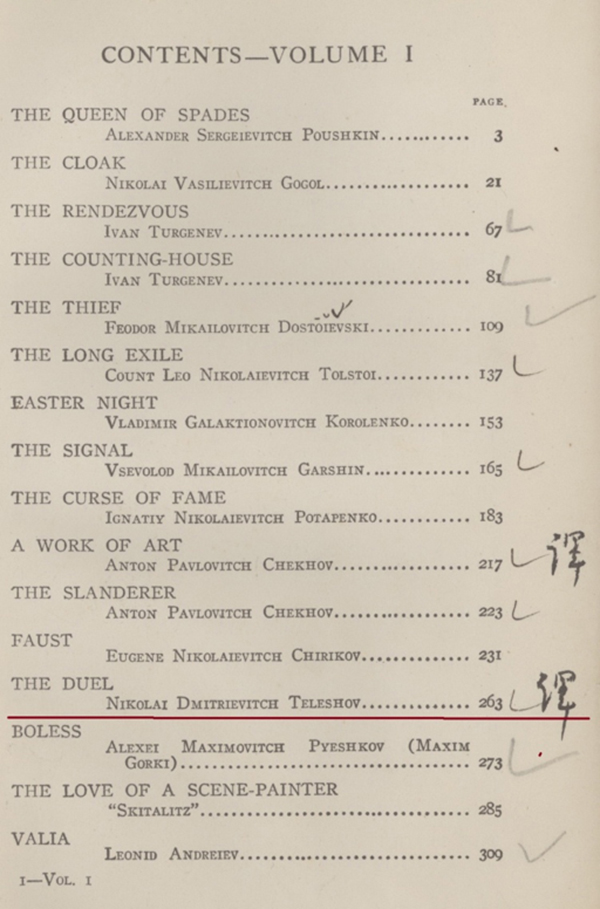 CONTENTS—VOLUME I
PAGE
THE QUEEN OF SPADES
ALEXANDER SERGEIEVITCH POUSHKIN............ 3
THE CLOAK
NIKOLAI VASILIEVITCH GOGOL.................... 21
THE RENDEZVOUS
IVAN TURGENEV................................... 67
THE COUNTING-HOUSE
IVAN TURGENEV................................... 81
THE THIEF
FEODOR MIKAILOVITCH DOSTOIEVSKI.............. 109
THE LONG EXILE
COUNT LEO NIKOLAIEVITCH TOLSTOI............. 137
EASTER NIGHT
VLADIMIR GALAKTIONOVITCH KOROLENKO........ 153
THE SIGNAL
VSEVOLOD MIKAILOVITCH GARSHIN............... 165
THE CURSE OF FAME
IGNATIY NIKOLAIEVITCH POTAPENKO............. 183
A WORK OF ART
ANTON PAVLOVITCH CHEKHOV................... 217 譯
THE SLANDERER
ANTON PAVLOVITCH CHEKHOV................... 223
FAUST
EUGENE NIKOLAIEVITCH CHIRIKOV............... 231
THE DUEL
NIKOLAI DMITRIEVITCH TELESHOV............... 263 譯
BOLESS
ALEXEI MAXIMOVITCH PYESHKOV (MAXIM
GORKI)........................................ 273
THE LOVE OF A SCENE-PAINTER
"SKITALITZ"..................................... 285
VALIA
LEONID ANDREIEV................................ 309
1—VOL. 1